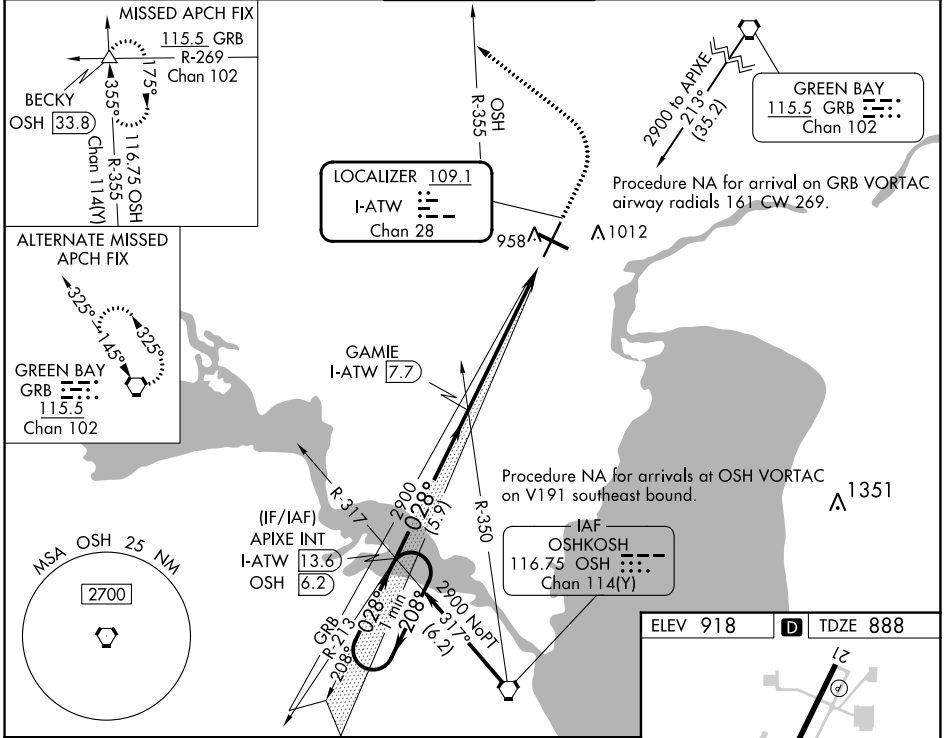 MISSED APCH FIX
115.5 GRB
R-269
Chan 102
175°
355°
BECKY
OSH 33.8
R-355
116.75 OSH
Chan 114(Y)
ALTERNATE MISSED
APCH FIX
325°
145°
325°
GREEN BAY
GRB
115.5
Chan 102
OSH
R-355
LOCALIZER 109.1
I-ATW
Chan 28
958
1012
2900 to APIXE
213°
(35.2)
GREEN BAY
115.5 GRB
Chan 102
Procedure NA for arrival on GRB VORTAC
airway radials 161 CW 269.
GAMIE
I-ATW 7.7
R-317
2900
028°
(5.9)
R-350
Procedure NA for arrivals at OSH VORTAC
on V191 southeast bound.
1351
(IF/IAF)
APIXE INT
I-ATW 13.6
OSH 6.2
IAF
OSHKOSH
116.75 OSH
Chan 114(Y)
2900 NoPT
317°
(6.2)
028°
1 min
208°
GRB
R-213
208°
MSA OSH 25 NM
2700
ELEV 918
D
TDZE 888
21
P